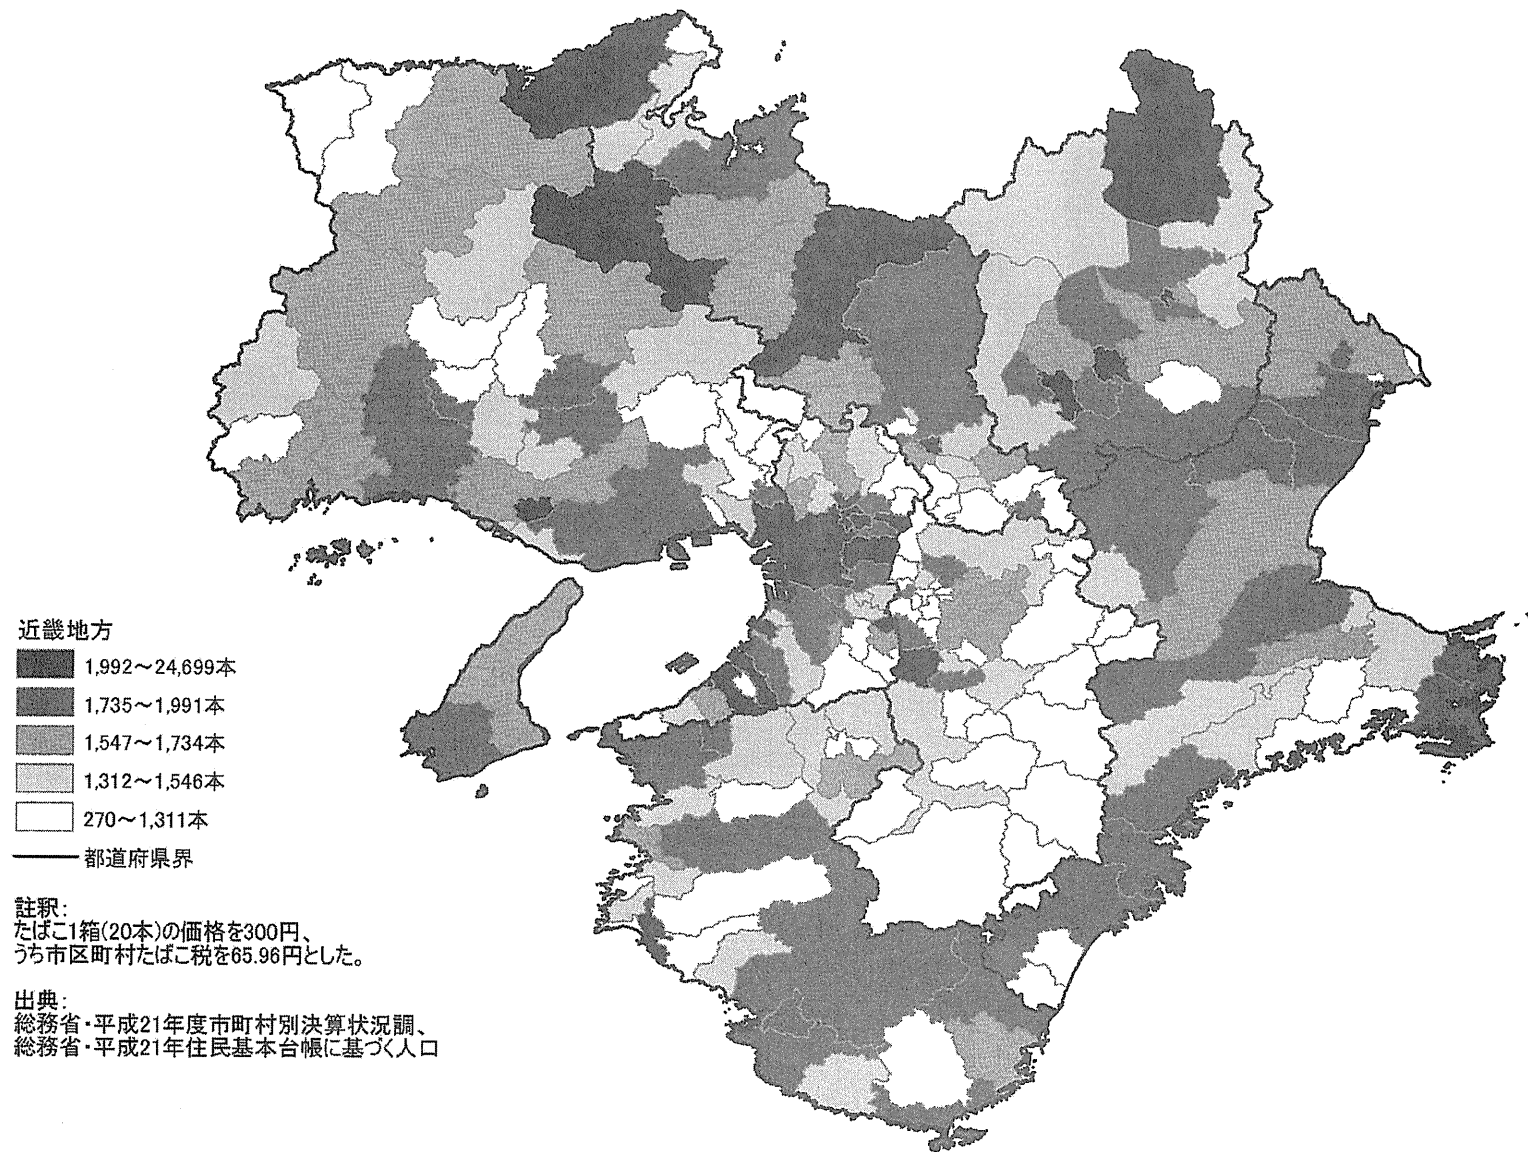 近畿地方
1,992～24,699本
1,735～1,991本
1,547～1,734本
1,312～1,546本
270～1,311本
都道府県界
註釈：
たばこ1箱(20本)の価格を300円、
うち市区町村たばこ税を65.96円とした。
出典：
総務省・平成21年度市町村別決算状況調、
総務省・平成21年住民基本台帳に基づく人口